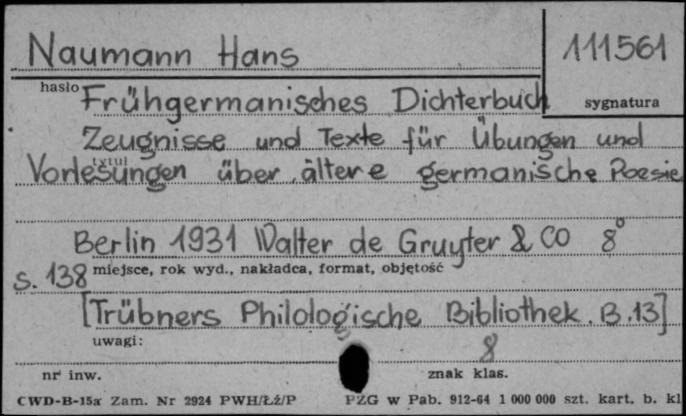 Naumann Hans
111561
hasło
sygnatura
Frühgermanisches Dichterbuch
Zeugnisse und Texte für Übungen und
tytuł
Vorlesungen über ältere germanische Poesie
Berlin 1931 Walter de Gruyter & CO 8°
miejsce, rok wyd., nakładca, format, objętość
s. 138
[Trübners Philologische Bibliothek. B.13]
uwagi:
8
nr inw.
znak klas.
CWD-B-15a Zam. Nr 2924 PWH/Łź/P PZG w Pab. 912-64 1 000 000 szt. kart. b. kl